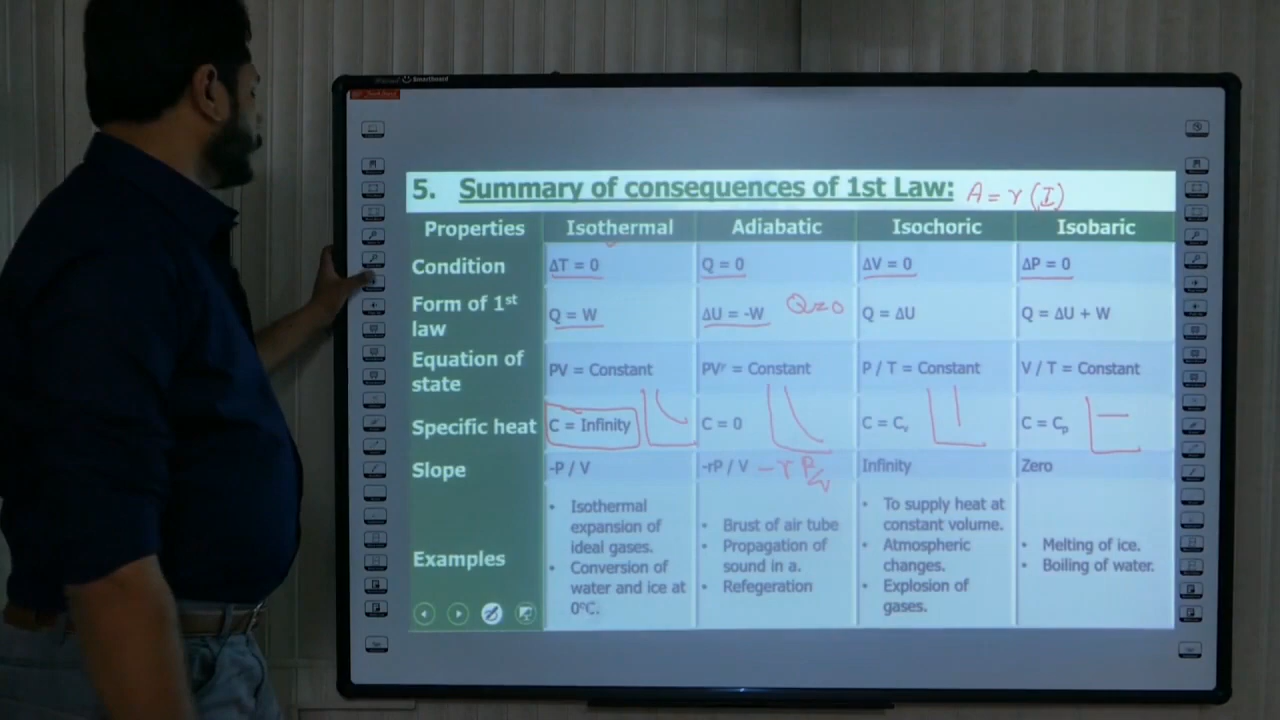 Smartboard
5. Summary of consequences of 1st Law: A = γ (I)
Properties Isothermal Adiabatic Isochoric Isobaric
Condition ΔT = 0 Q = 0 ΔV = 0 ΔP = 0
Form of 1st law Q = W ΔU = -W Q=0 Q = ΔU Q = ΔU + W
Equation of state PV = Constant PVʳ = Constant P / T = Constant V / T = Constant
Specific heat C = Infinity C = 0 C = Cᵥ C = Cₚ
Slope -P / V -rP / V -γ P/V Infinity Zero
Examples
• Isothermal
expansion of
ideal gases.
• Conversion of
water and ice at
0ºC.
• Brust of air tube
• Propagation of
sound in a.
• Refegeration
• To supply heat at
constant volume.
• Atmospheric
changes.
• Explosion of
gases.
• Melting of ice.
• Boiling of water.